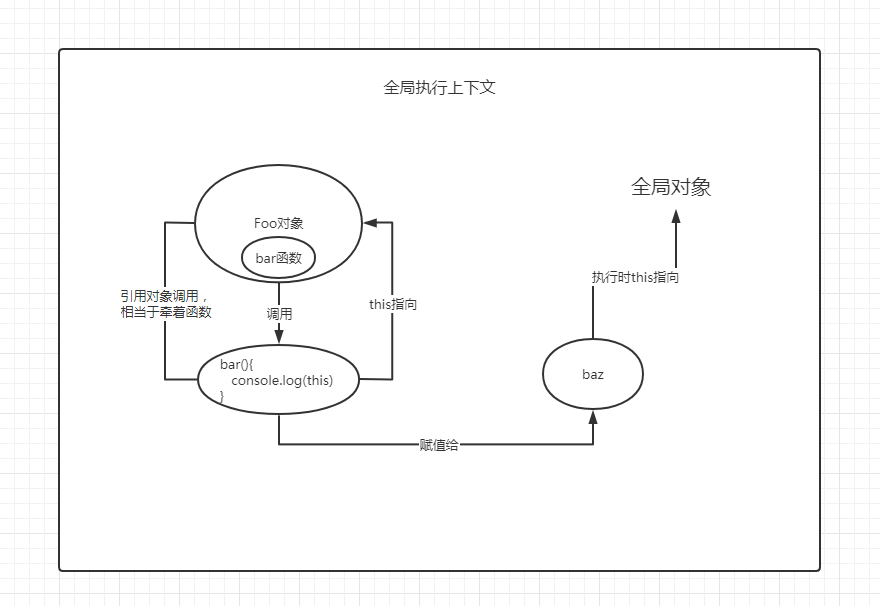 全局执行上下文
全局对象
Foo对象
bar函数
执行时this指向
引用对象调用，
相当于牵着函数
this指向
调用
bar(){
console.log(this)
}
baz
赋值给